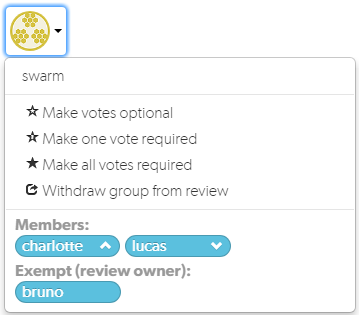 swarm
Make votes optional
Make one vote required
Make all votes required
Withdraw group from review
Members:
charlotte lucas
Exempt (review owner):
bruno